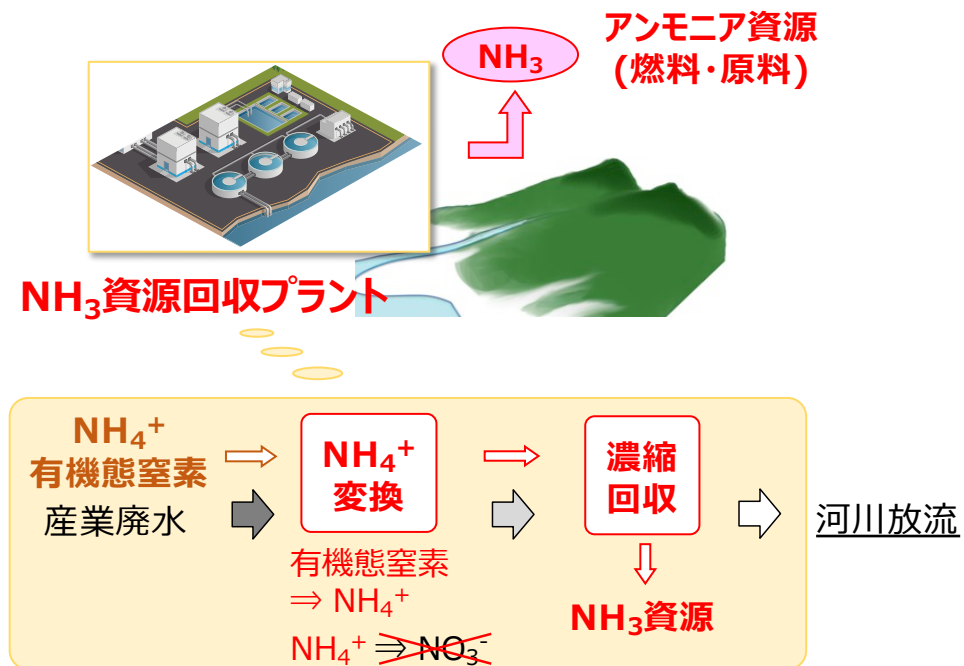 NH₃
アンモニア資源
(燃料･原料)
NH₃資源回収プラント
NH₄⁺
有機態窒素
産業廃水
NH₄⁺
変換
有機態窒素
⇒ NH₄⁺
NH₄⁺ ⇒ NO₃⁻
濃縮
回収
NH₃資源
河川放流